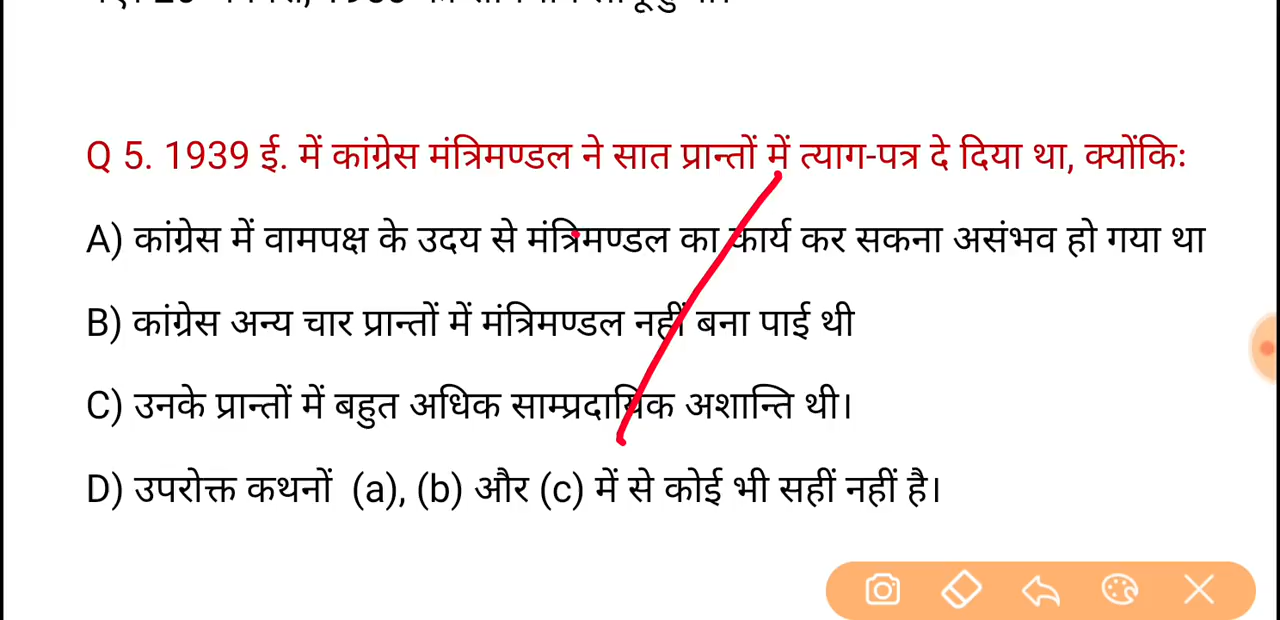 Q 5. 1939 ई. में कांग्रेस मंत्रिमण्डल ने सात प्रान्तों में त्याग-पत्र दे दिया था, क्योंकिः
A) कांग्रेस में वामपक्ष के उदय से मंत्रिमण्डल का कार्य कर सकना असंभव हो गया था
B) कांग्रेस अन्य चार प्रान्तों में मंत्रिमण्डल नहीं बना पाई थी
C) उनके प्रान्तों में बहुत अधिक साम्प्रदायिक अशान्ति थी।
D) उपरोक्त कथनों (a), (b) और (c) में से कोई भी सहीं नहीं है।